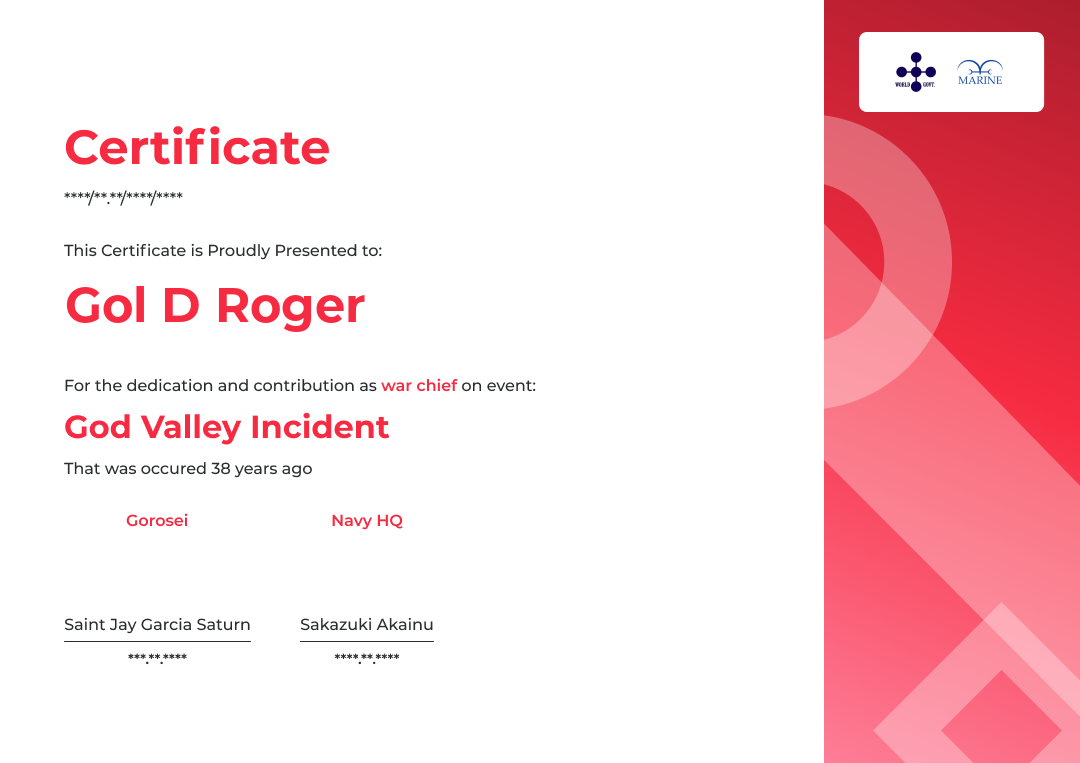 WORLD GOVT.
MARINE
Certificate
****/**.**/****/****
This Certificate is Proudly Presented to:
Gol D Roger
For the dedication and contribution as war chief on event:
God Valley Incident
That was occured 38 years ago
Gorosei Navy HQ
Saint Jay Garcia Saturn Sakazuki Akainu
***.**.**** ****.**.****